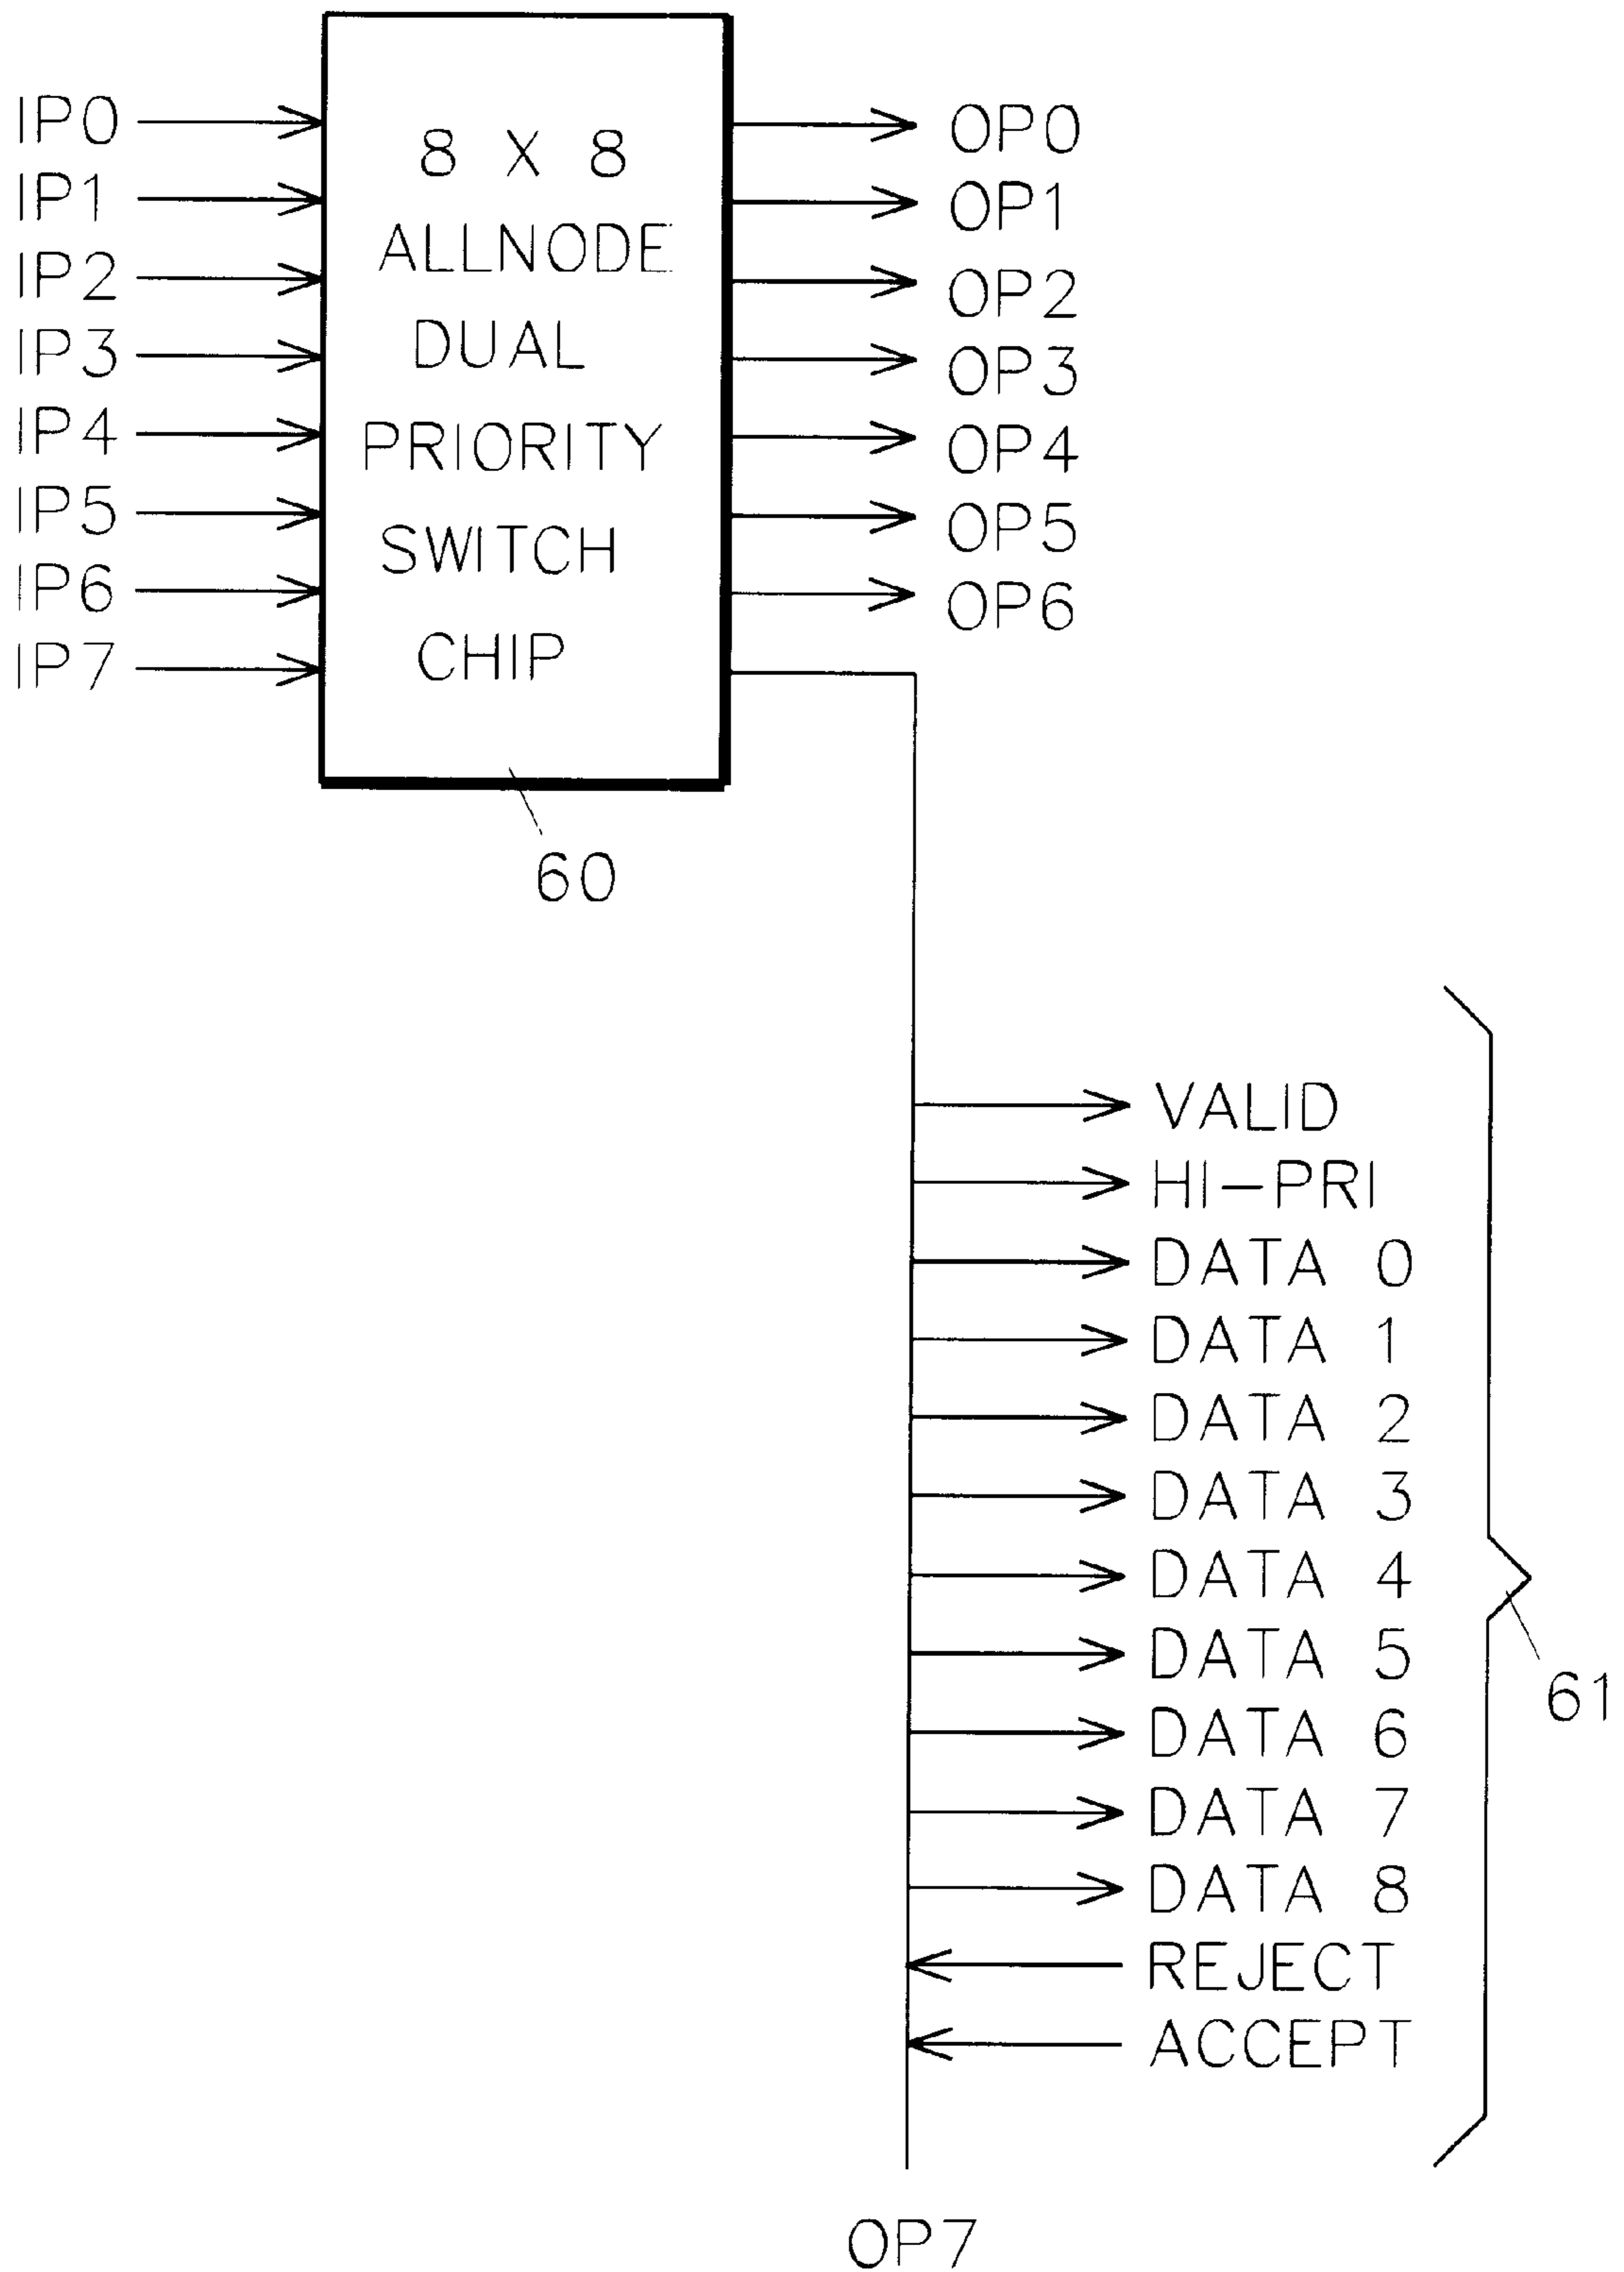 IP0
IP1
IP2
IP3
IP4
IP5
IP6
IP7
8 X 8
ALLNODE
DUAL
PRIORITY
SWITCH
CHIP
OP0
OP1
OP2
OP3
OP4
OP5
OP6
60
VALID
HI-PRI
DATA 0
DATA 1
DATA 2
DATA 3
DATA 4
DATA 5
DATA 6
DATA 7
DATA 8
REJECT
ACCEPT
61
OP7